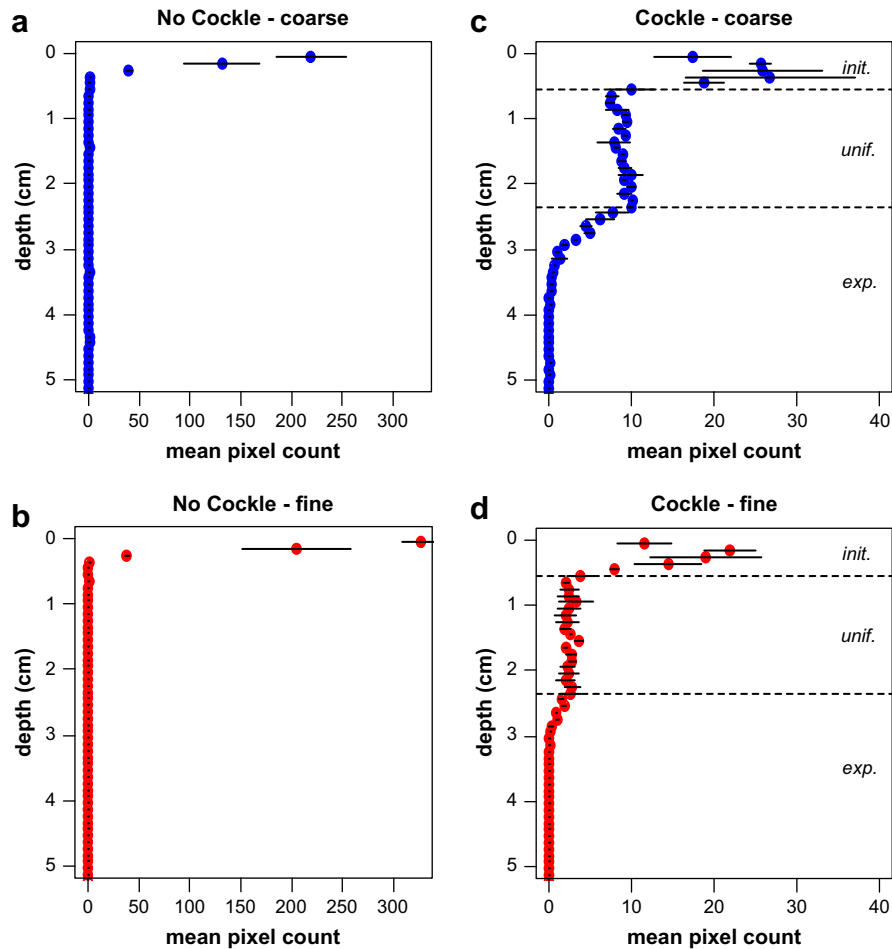 a
No Cockle - coarse
0
1
2
3
4
5
depth (cm)
0 50 100 150 200 250 300
mean pixel count
c
Cockle - coarse
0
1
2
3
4
5
depth (cm)
init.
unif.
exp.
0 10 20 30 40
mean pixel count
b
No Cockle - fine
0
1
2
3
4
5
depth (cm)
0 50 100 150 200 250 300
mean pixel count
d
Cockle - fine
0
1
2
3
4
5
depth (cm)
init.
unif.
exp.
0 10 20 30 40
mean pixel count